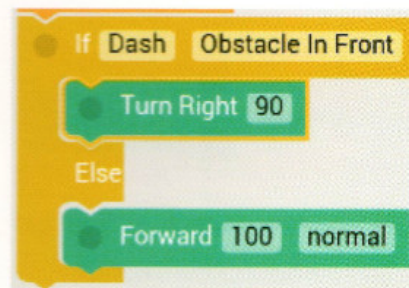 If Dash Obstacle In Front
Turn Right 90
Else
Forward 100 normal